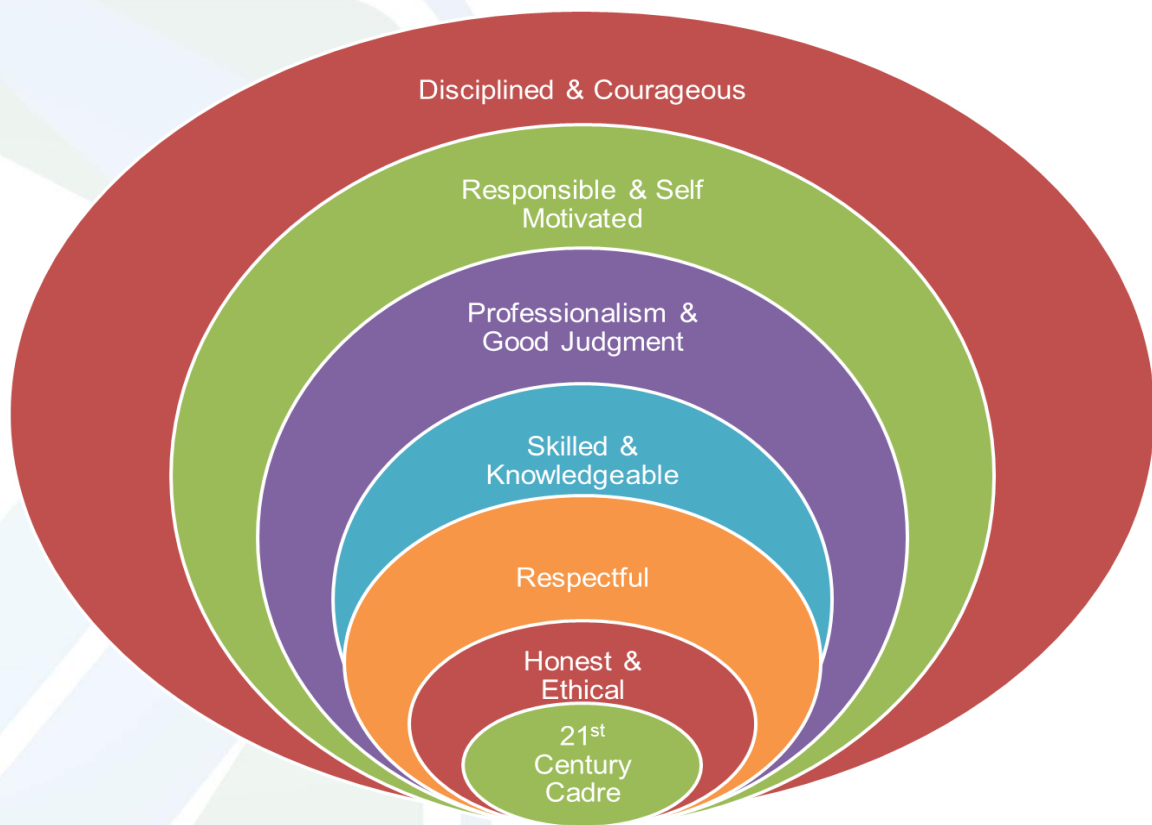 Disciplined & Courageous
Responsible & Self
Motivated
Professionalism &
Good Judgment
Skilled &
Knowledgeable
Respectful
Honest &
Ethical
21st
Century
Cadre